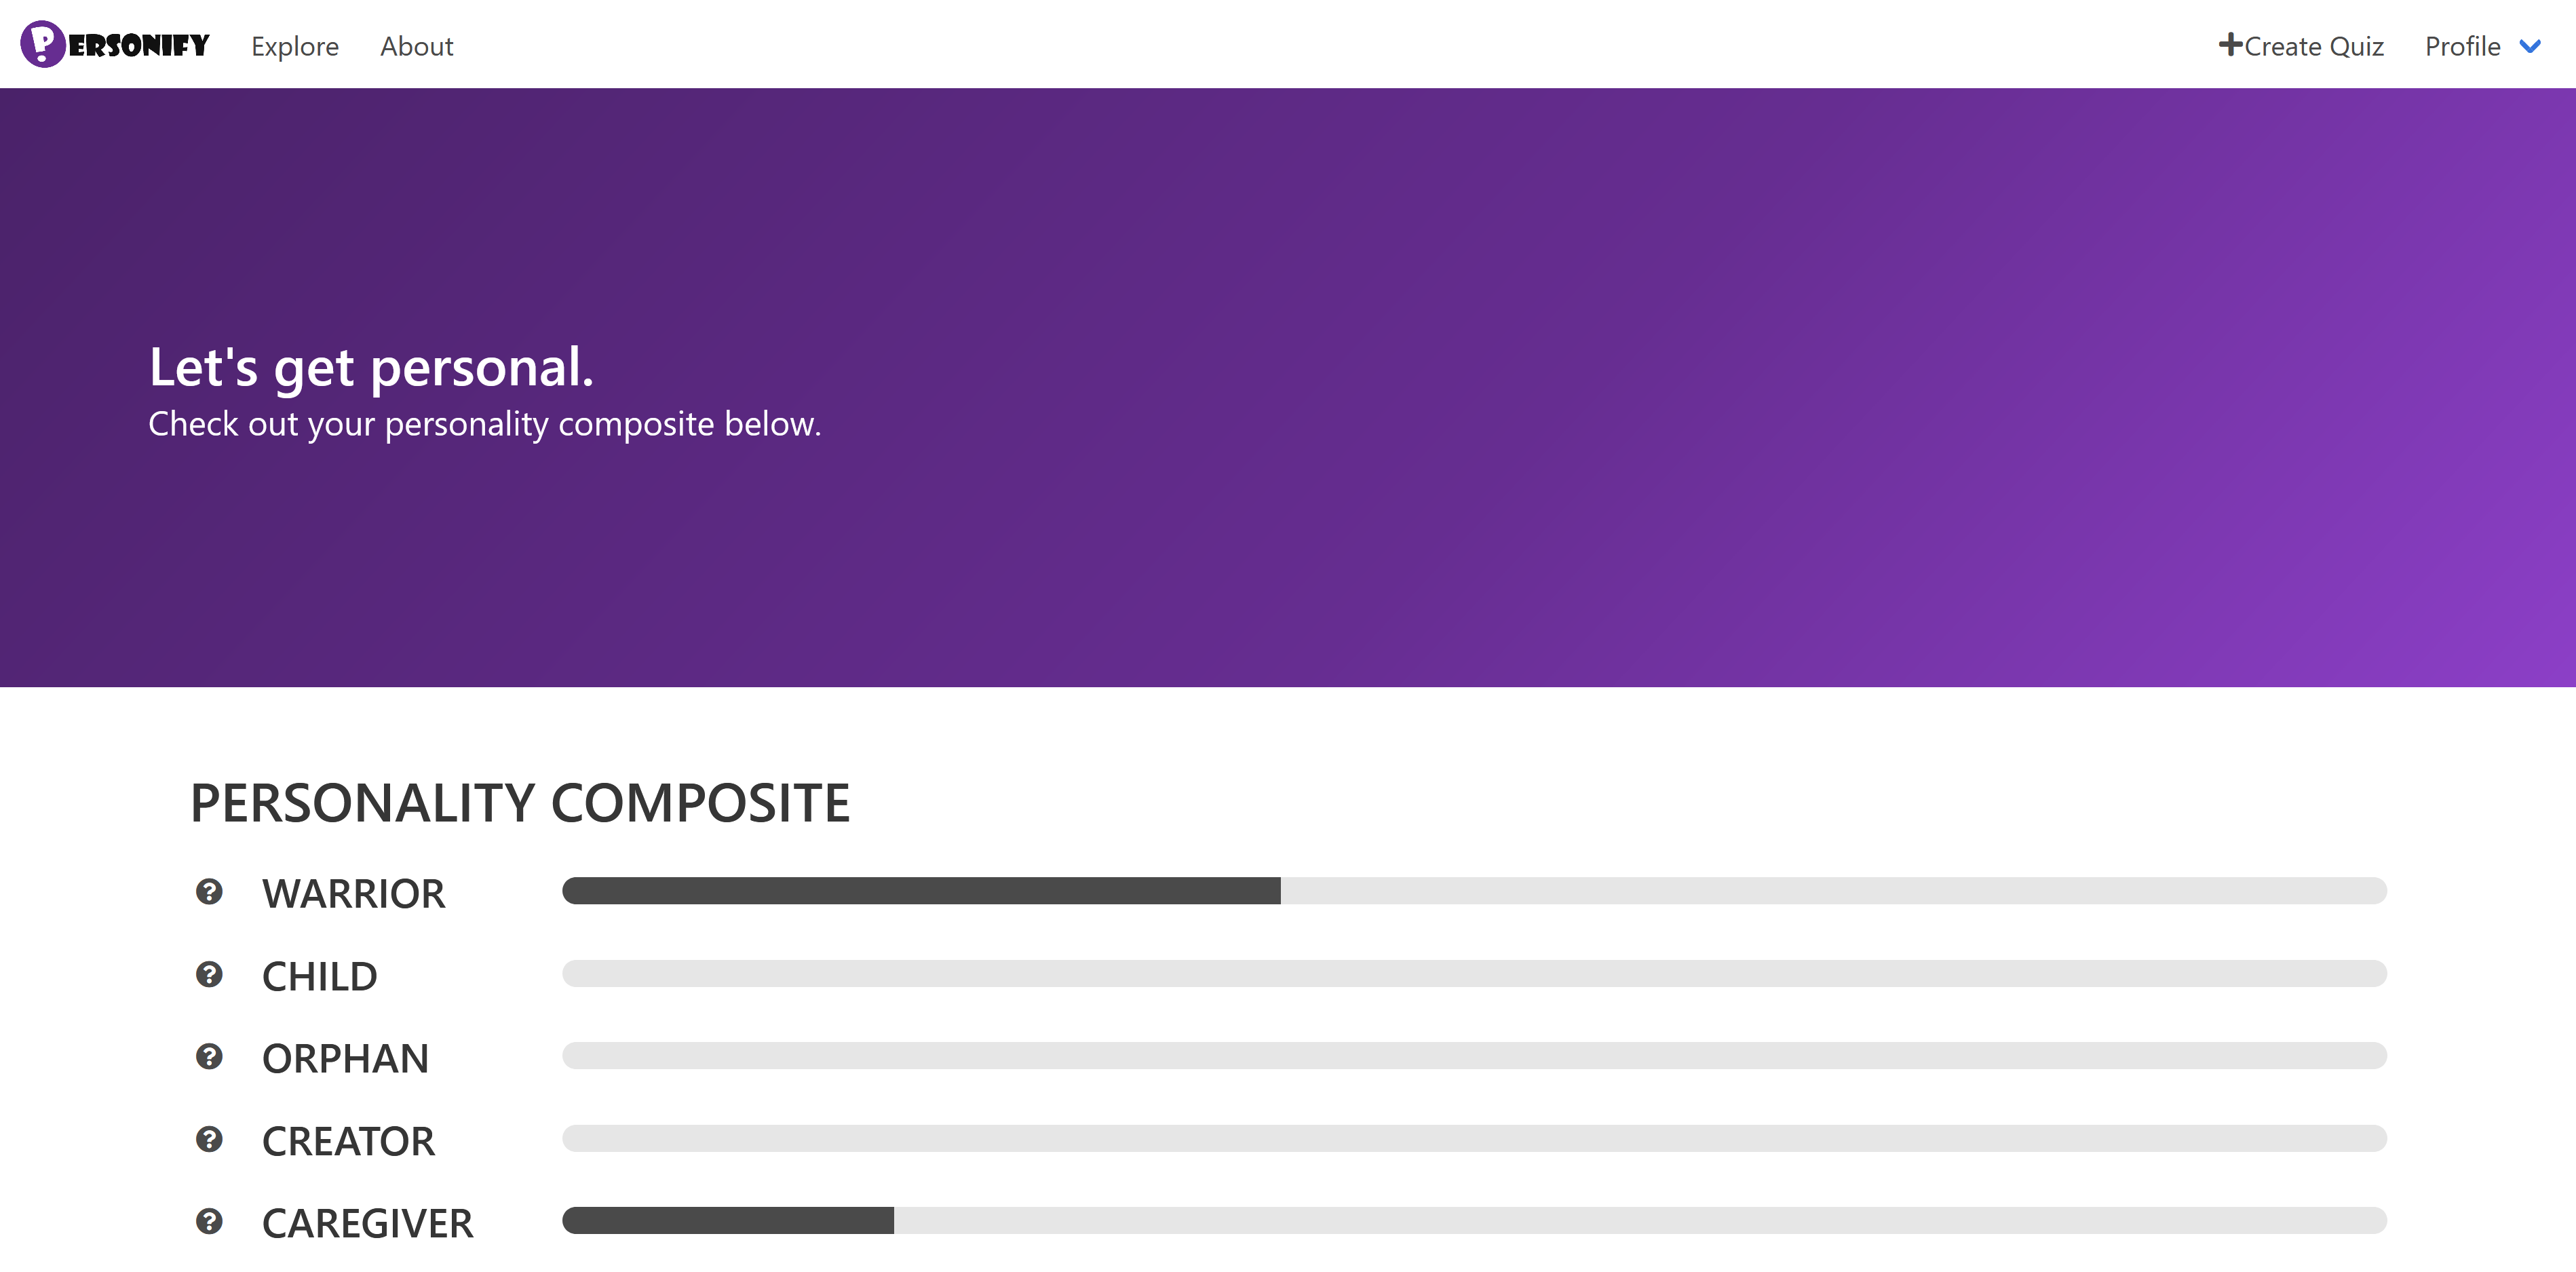 PERSONIFY Explore About Create Quiz Profile
Let's get personal.
Check out your personality composite below.
PERSONALITY COMPOSITE
? WARRIOR
? CHILD
? ORPHAN
? CREATOR
? CAREGIVER